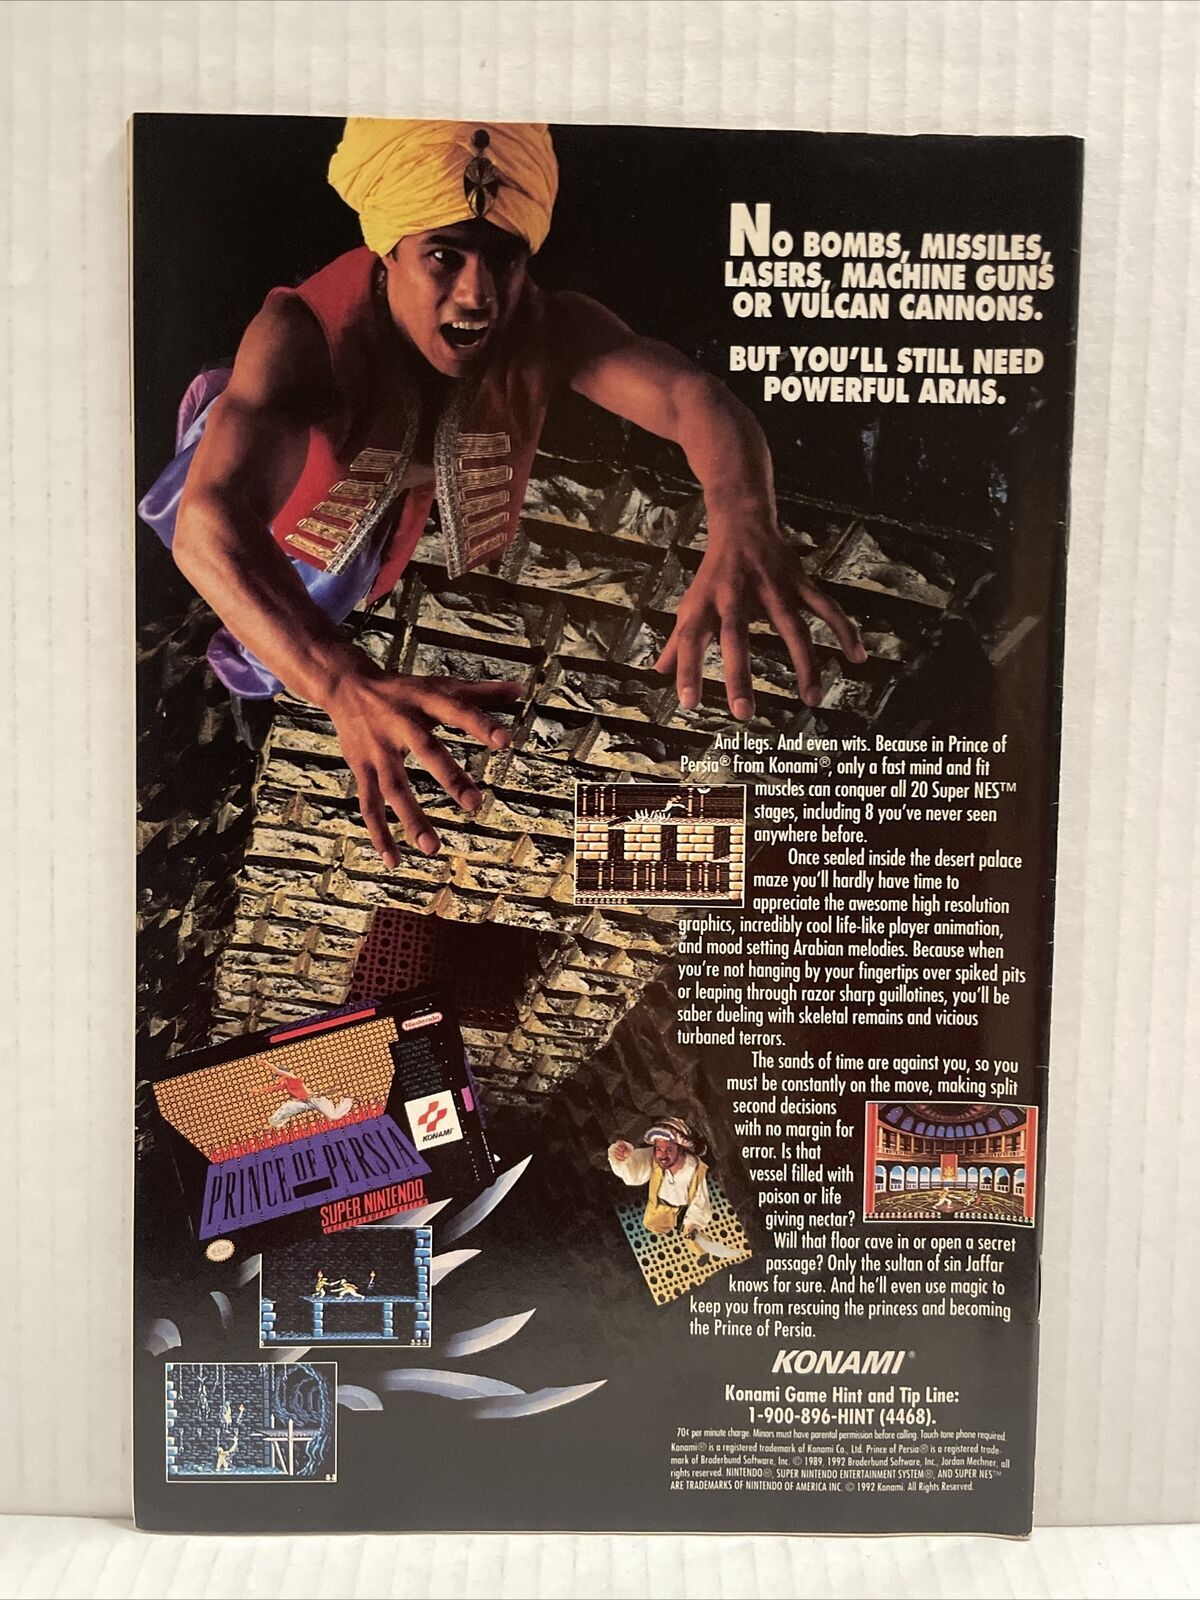 NO BOMBS, MISSILES,
LASERS, MACHINE GUNS
OR VULCAN CANNONS.
BUT YOU'LL STILL NEED
POWERFUL ARMS.
And legs. And even wits. Because in Prince of
Persia® from Konami®, only a fast mind and fit
muscles can conquer all 20 Super NES™
stages, including 8 you've never seen
anywhere before.
Once sealed inside the desert palace
maze you'll hardly have time to
appreciate the awesome high resolution
graphics, incredibly cool life-like player animation,
and mood setting Arabian melodies. Because when
you're not hanging by your fingertips over spiked pits
or leaping through razor sharp guillotines, you'll be
saber dueling with skeletal remains and vicious
turbaned terrors.
The sands of time are against you, so you
must be constantly on the move, making split
second decisions
with no margin for
error. Is that
vessel filled with
poison or life
giving nectar?
Will that floor cave in or open a secret
passage? Only the sultan of sin Jaffar
knows for sure. And he'll even use magic to
keep you from rescuing the princess and becoming
the Prince of Persia.
Nintendo
KONAMI
PRINCE OF PERSIA
SUPER NINTENDO
ENTERTAINMENT SYSTEM
KONAMI®
Konami Game Hint and Tip Line:
1-900-896-HINT (4468).
70¢ per minute charge. Minors must have parental permission before calling. Touch-tone phone required.
Konami® is a registered trademark of Konami Co., Ltd. Prince of Persia® is a registered trade-
mark of Broderbund Software, Inc. © 1989, 1992 Broderbund Software, Inc., Jordan Mechner, all
rights reserved. NINTENDO®, SUPER NINTENDO ENTERTAINMENT SYSTEM®, AND SUPER NES™
ARE TRADEMARKS OF NINTENDO OF AMERICA INC. © 1992 Konami. All Rights Reserved.